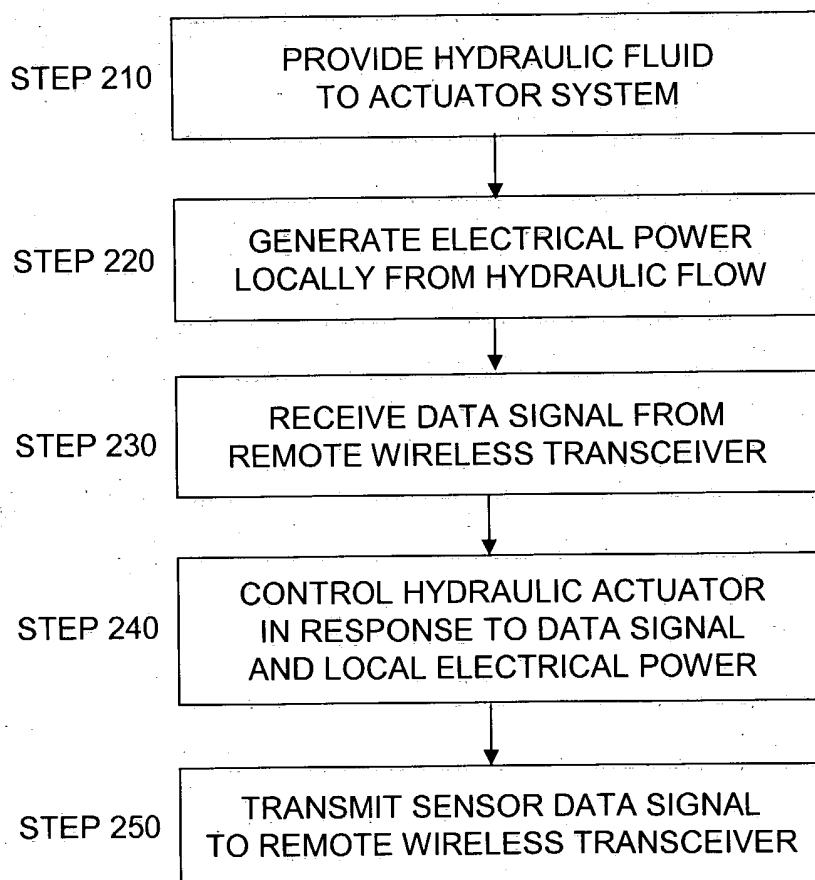 STEP 210
PROVIDE HYDRAULIC FLUID
TO ACTUATOR SYSTEM
STEP 220
GENERATE ELECTRICAL POWER
LOCALLY FROM HYDRAULIC FLOW
STEP 230
RECEIVE DATA SIGNAL FROM
REMOTE WIRELESS TRANSCEIVER
STEP 240
CONTROL HYDRAULIC ACTUATOR
IN RESPONSE TO DATA SIGNAL
AND LOCAL ELECTRICAL POWER
STEP 250
TRANSMIT SENSOR DATA SIGNAL
TO REMOTE WIRELESS TRANSCEIVER